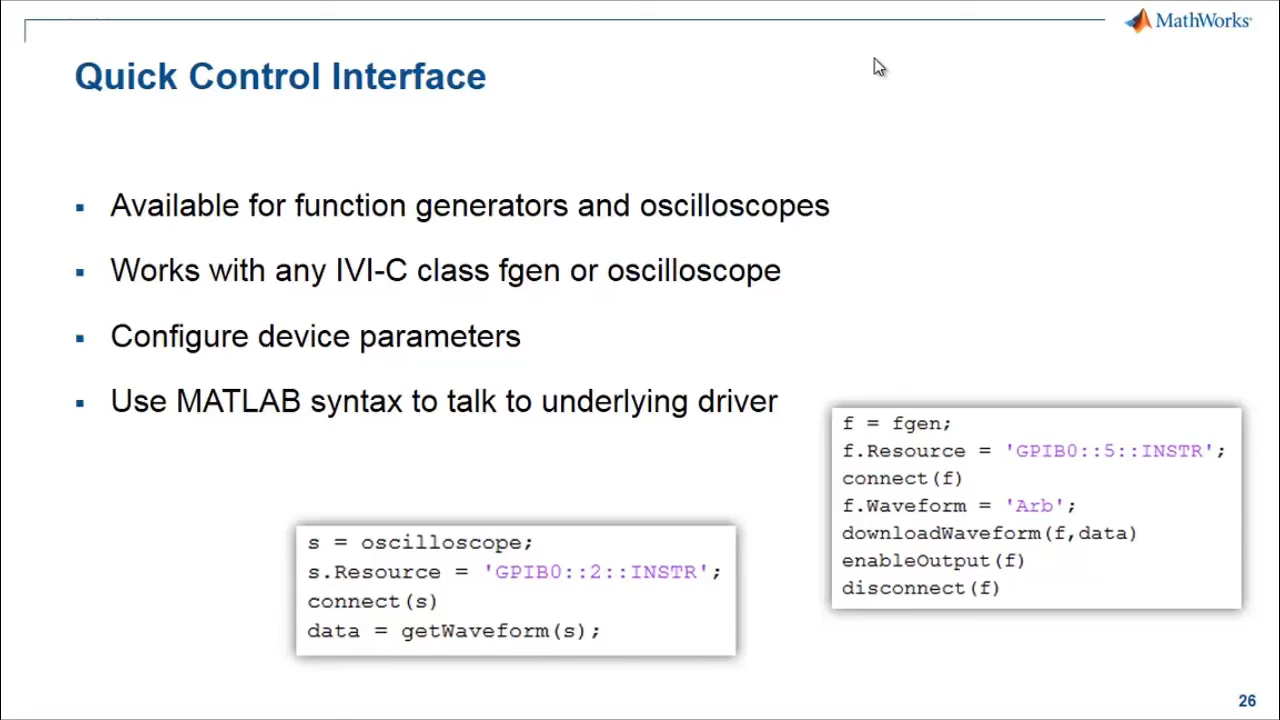 MathWorks
Quick Control Interface
Available for function generators and oscilloscopes
Works with any IVI-C class fgen or oscilloscope
Configure device parameters
Use MATLAB syntax to talk to underlying driver
s = oscilloscope;
s.Resource = 'GPIB0::2::INSTR';
connect(s)
data = getWaveform(s);
f = fgen;
f.Resource = 'GPIB0::5::INSTR';
connect(f)
f.Waveform = 'Arb';
downloadWaveform(f,data)
enableOutput(f)
disconnect(f)
26